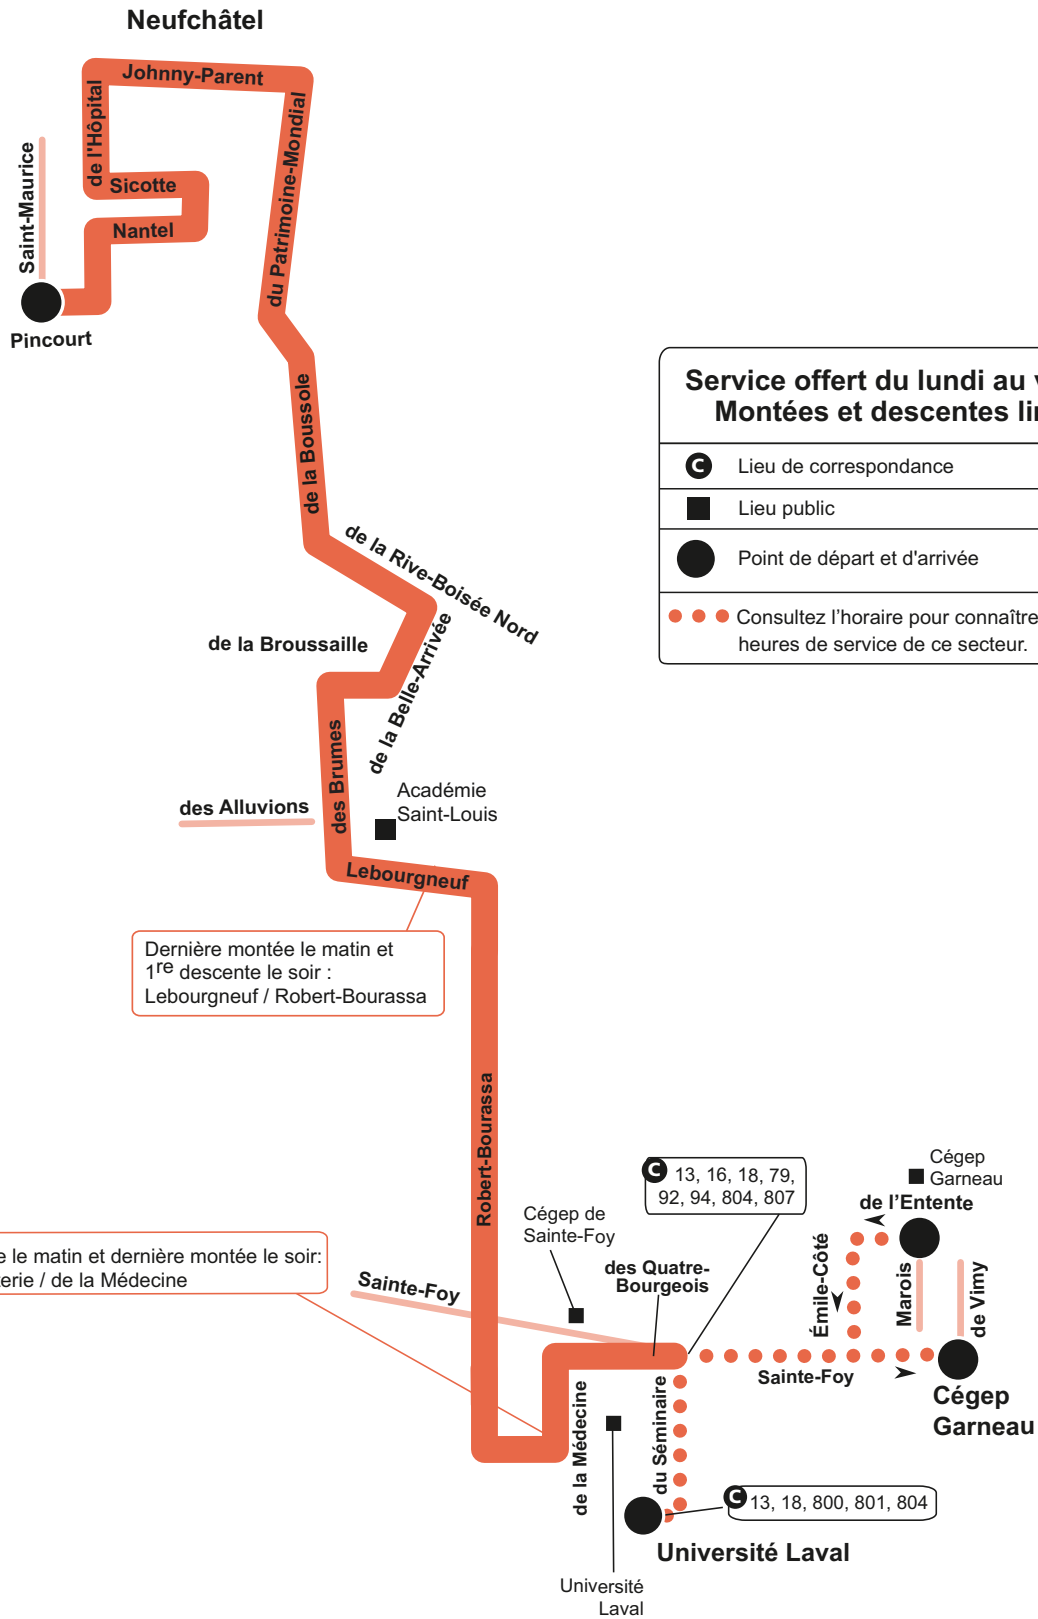 Neufchâtel
Johnny-Parent
de l'Hôpital
Saint-Maurice
Sicotte
Nantel
du Patrimoine-Mondial
Pincourt
Service offert du lundi au
Montées et descentes
C Lieu de correspondance
Lieu public
Point de départ et d'arrivée
Consultez l'horaire pour connaître
heures de service de ce secteur.
de la Boussole
de la Rive-Boisée Nord
de la Broussaille
de la Belle-Arrivée
des Brumes
Académie
Saint-Louis
des Alluvions
Lebourgneuf
Dernière montée le matin et
1re descente le soir :
Lebourgneuf / Robert-Bourassa
Robert-Bourassa
C 13, 16, 18, 79,
92, 94, 804, 807
Cégep
Garneau
de l'Entente
Cégep de
Sainte-Foy
le matin et dernière montée le soir:
/ de la Médecine
des Quatre-
Bourgeois
Émile-Côté
Marois
de Vimy
Sainte-Foy
Sainte-Foy
Cégep
Garneau
de la Médecine
du Séminaire
C 13, 18, 800, 801, 804
Université Laval
Université
Laval